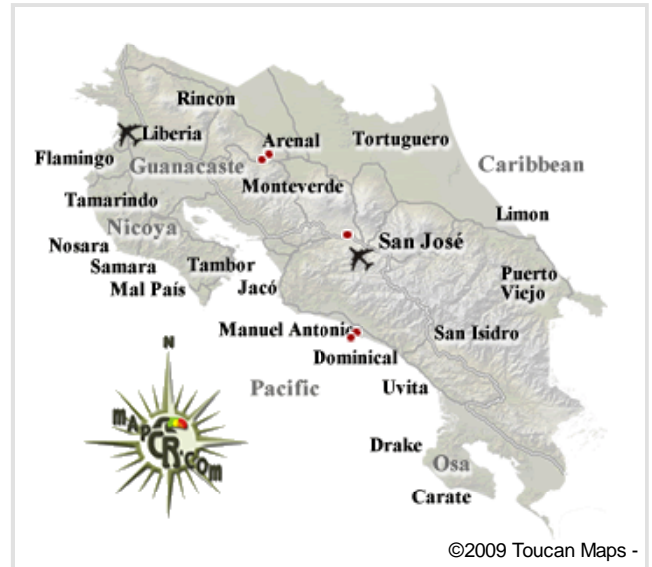 Rincon
Liberia
Arenal
Tortuguero
Flamingo
Guanacaste
Caribbean
Monteverde
Tamarindo
Limon
Nicoya
San José
Nosara
Samara
Tambor
Puerto
Viejo
Mal País
Jacó
Manuel Antonio
San Isidro
N
Dominical
Pacific
Uvita
mapCR.com
Drake
Osa
Carate
©2009 Toucan Maps -